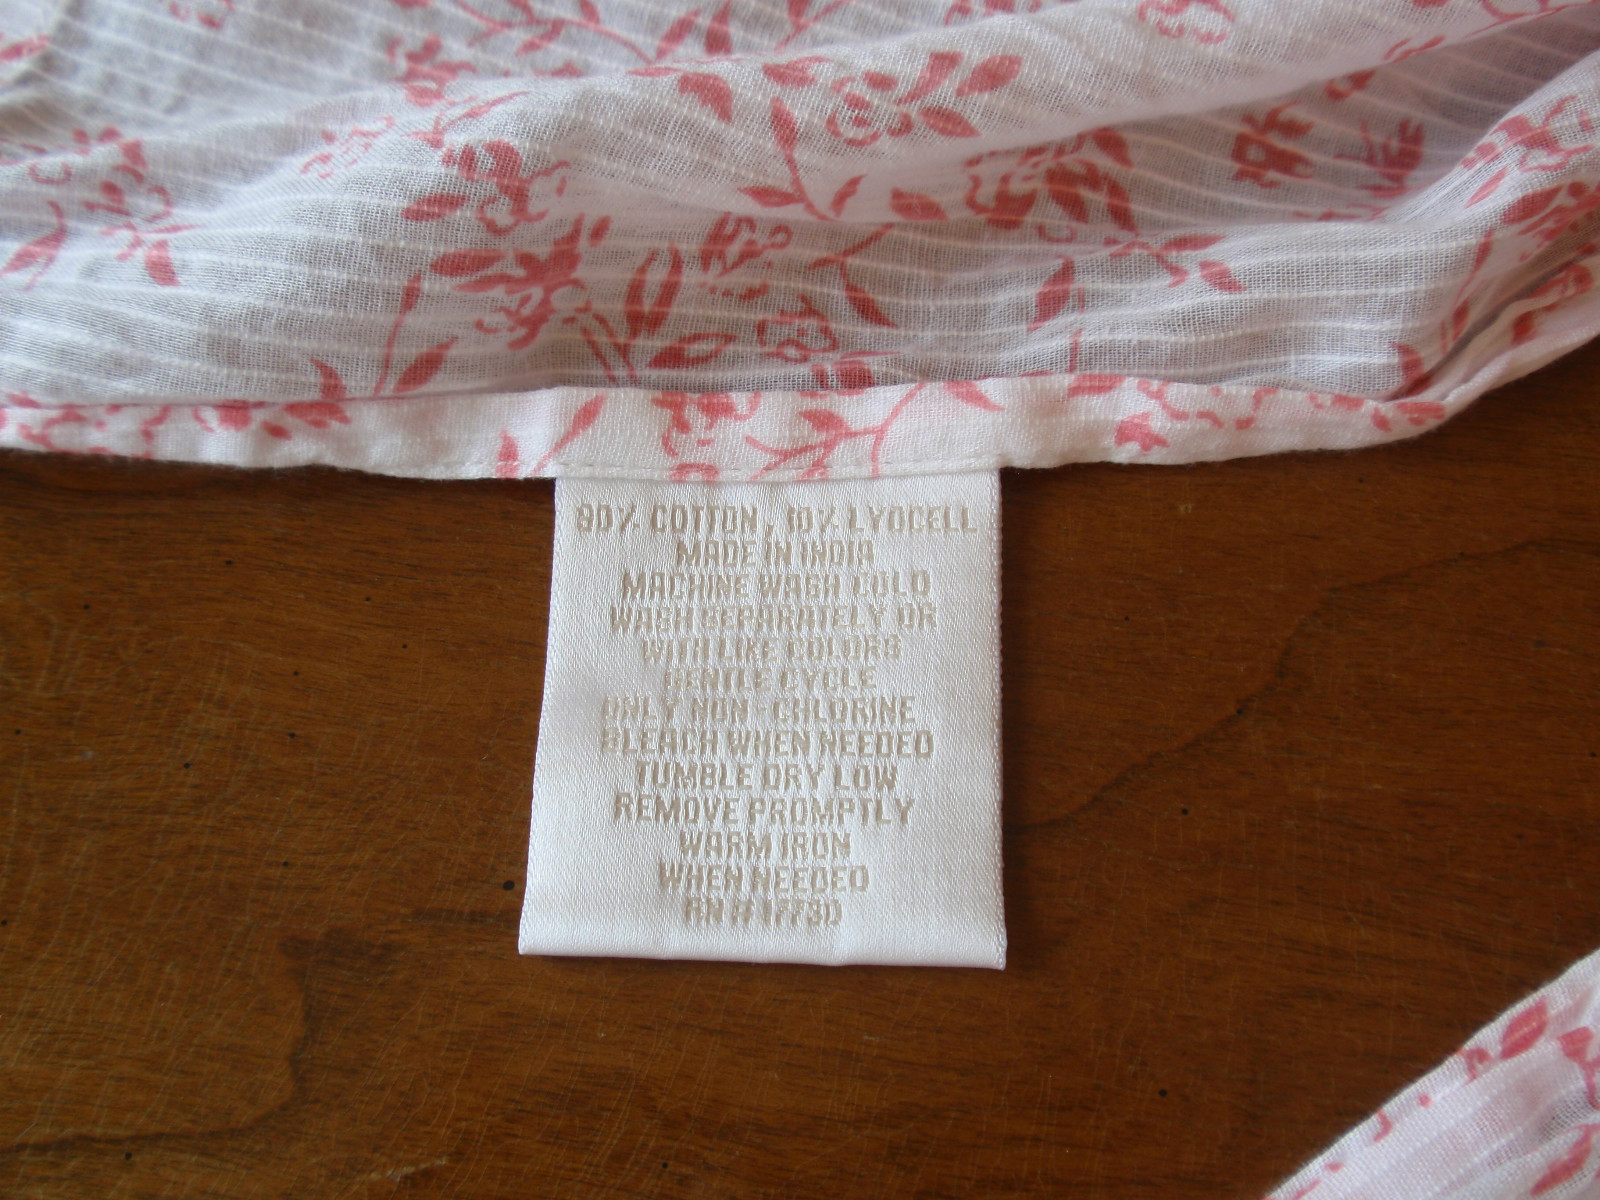 90% COTTON, 10% LYOCELL
MADE IN INDIA
MACHINE WASH COLD
WASH SEPARATELY OR
WITH LIKE COLORS
GENTLE CYCLE
ONLY NON-CHLORINE
BLEACH WHEN NEEDED
TUMBLE DRY LOW
REMOVE PROMPTLY
WARM IRON
WHEN NEEDED
RN #